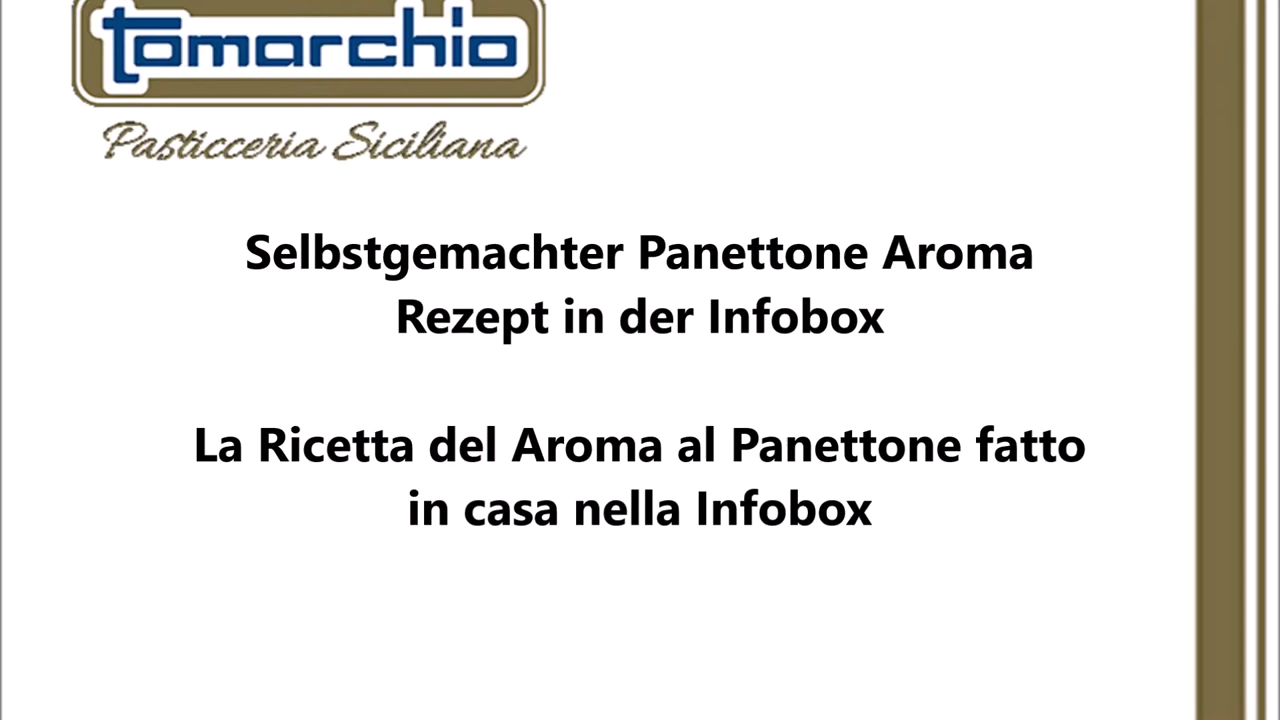 tomarchio
Pasticceria Siciliana
Selbstgemachter Panettone Aroma
Rezept in der Infobox
La Ricetta del Aroma al Panettone fatto
in casa nella Infobox